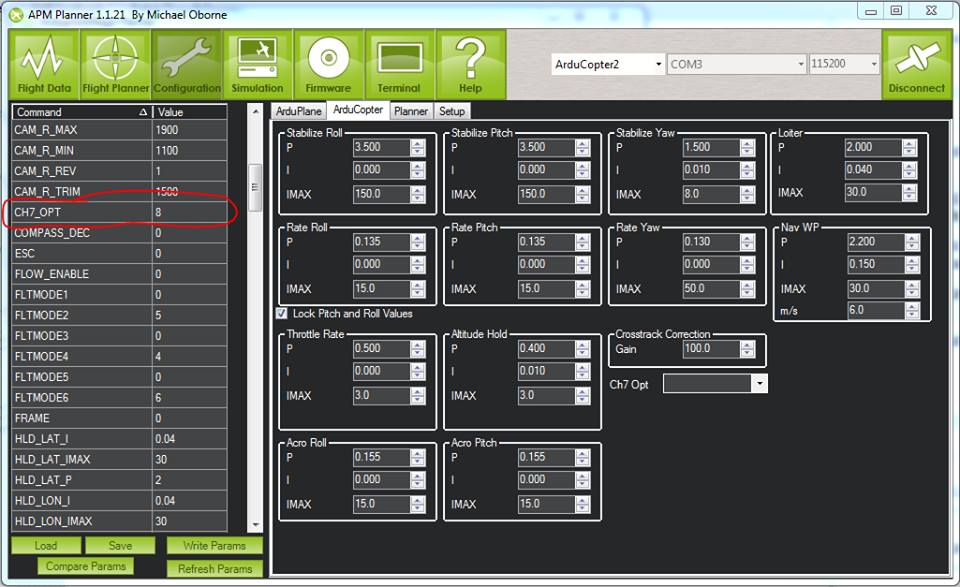 APM Planner 1.1.21 By Michael Oborne
Flight Data Flight Planner Configuration Simulation Firmware Terminal Help ArduCopter2 COM3 115200 Disconnect
Command Value
CAM_R_MAX 1900
CAM_R_MIN 1100
CAM_R_REV 1
CAM_R_TRIM 1500
CH7_OPT 8
COMPASS_DEC 0
ESC 0
FLOW_ENABLE 0
FLTMODE1 0
FLTMODE2 5
FLTMODE3 0
FLTMODE4 4
FLTMODE5 0
FLTMODE6 6
FRAME 0
HLD_LAT_I 0.04
HLD_LAT_IMAX 30
HLD_LAT_P 2
HLD_LON_I 0.04
HLD_LON_IMAX 30
Load Save Write Params
Compare Params Refresh Params
ArduPlane ArduCopter Planner Setup
Stabilize Roll
P 3.500
I 0.000
IMAX 150.0
Stabilize Pitch
P 3.500
I 0.000
IMAX 150.0
Stabilize Yaw
P 1.500
I 0.010
IMAX 8.0
Loiter
P 2.000
I 0.040
IMAX 30.0
Rate Roll
P 0.135
I 0.000
IMAX 15.0
Rate Pitch
P 0.135
I 0.000
IMAX 15.0
Rate Yaw
P 0.130
I 0.000
IMAX 50.0
Nav WP
P 2.200
I 0.150
IMAX 30.0
m/s 6.0
Lock Pitch and Roll Values
Throttle Rate
P 0.500
I 0.000
IMAX 3.0
Altitude Hold
P 0.400
I 0.010
IMAX 3.0
Crosstrack Correction
Gain 100.0
Ch7 Opt
Acro Roll
P 0.155
I 0.000
IMAX 15.0
Acro Pitch
P 0.155
I 0.000
IMAX 15.0